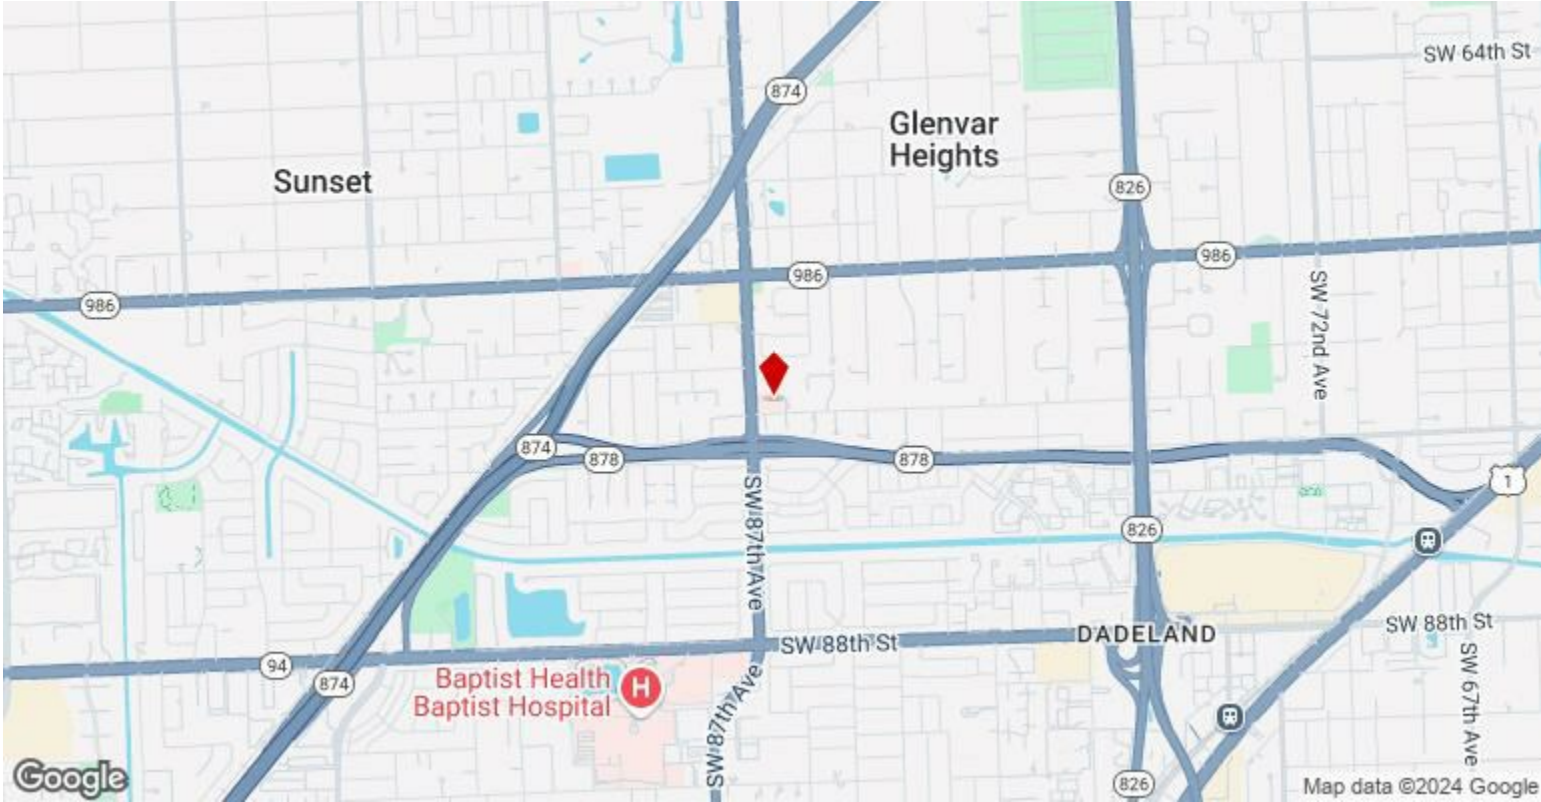 SW 64th St
874
Glenvar
Heights
Sunset
826
986
986
986
SW 72nd Ave
874
878
878
1
SW 87th Ave
826
SW 88th St
DADELAND
SW 88th St
94
874
Baptist Health
Baptist Hospital
H
SW 87th Ave
SW 67th Ave
826
Google
Map data ©2024 Google